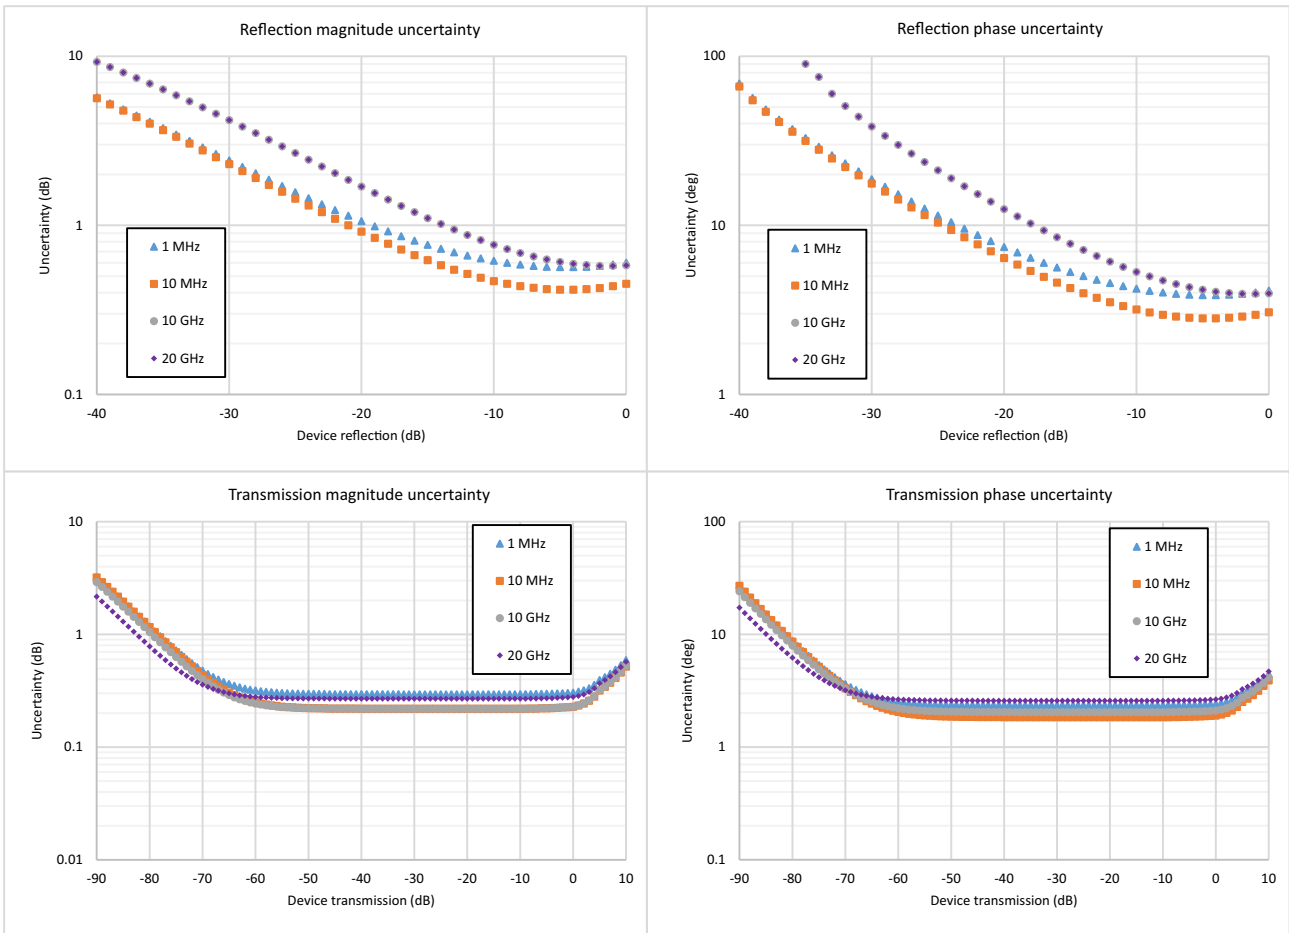 Reflection magnitude uncertainty
10
1
0.1
Uncertainty (dB)
1 MHz
10 MHz
10 GHz
20 GHz
-40
-30
-20
-10
0
Device reflection (dB)
Reflection phase uncertainty
100
10
1
Uncertainty (deg)
1 MHz
10 MHz
10 GHz
20 GHz
-40
-30
-20
-10
0
Device reflection (dB)
Transmission magnitude uncertainty
10
1
0.1
0.01
Uncertainty (dB)
1 MHz
10 MHz
10 GHz
20 GHz
-90
-80
-70
-60
-50
-40
-30
-20
-10
0
10
Device transmission (dB)
Transmission phase uncertainty
100
10
1
0.1
Uncertainty (deg)
1 MHz
10 MHz
10 GHz
20 GHz
-90
-80
-70
-60
-50
-40
-30
-20
-10
0
10
Device transmission (dB)